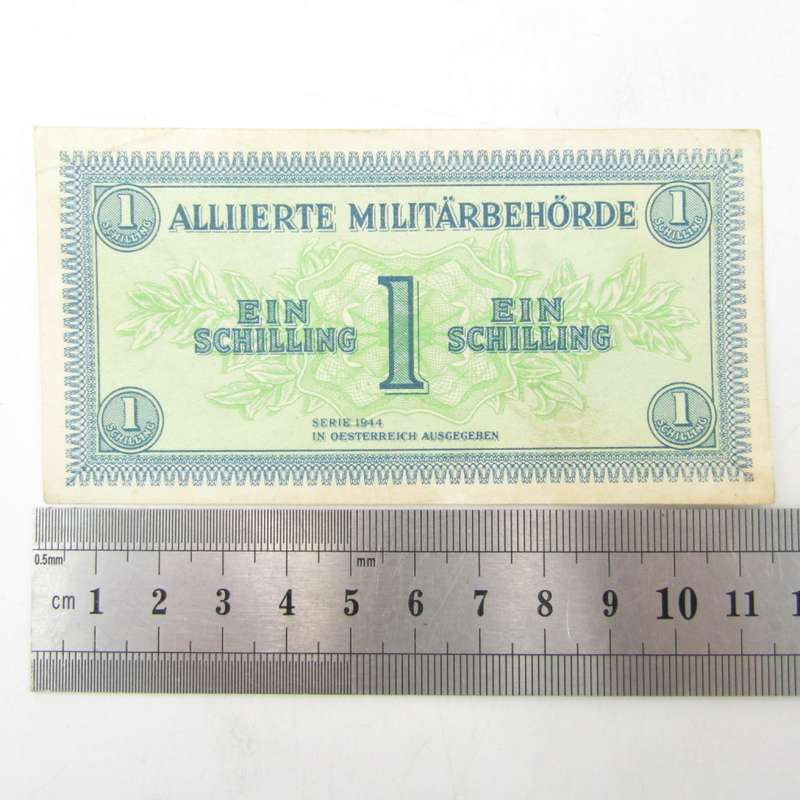 1 SCHILLING ALLIIERTE MILITÄRBEHÖRDE 1 SCHILLING
EIN SCHILLING 1 EIN SCHILLING
1 SCHILLING 1 SCHILLING
SERIE 1944
IN OESTERREICH AUSGEGEBEN
0.5mm mm
cm 1 2 3 4 5 6 7 8 9 10 11